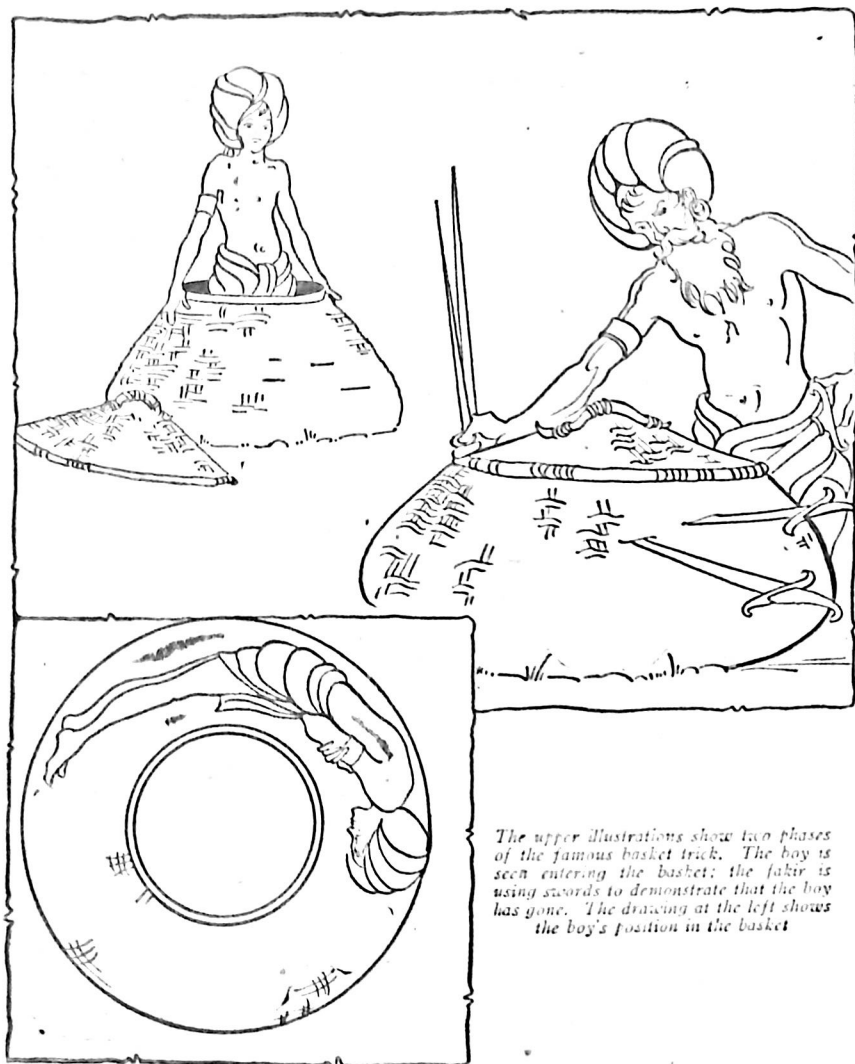 The upper illustrations show two phases
of the famous basket trick. The boy is
seen entering the basket; the fakir is
using swords to demonstrate that the boy
has gone. The drawing at the left shows
the boy's position in the basket